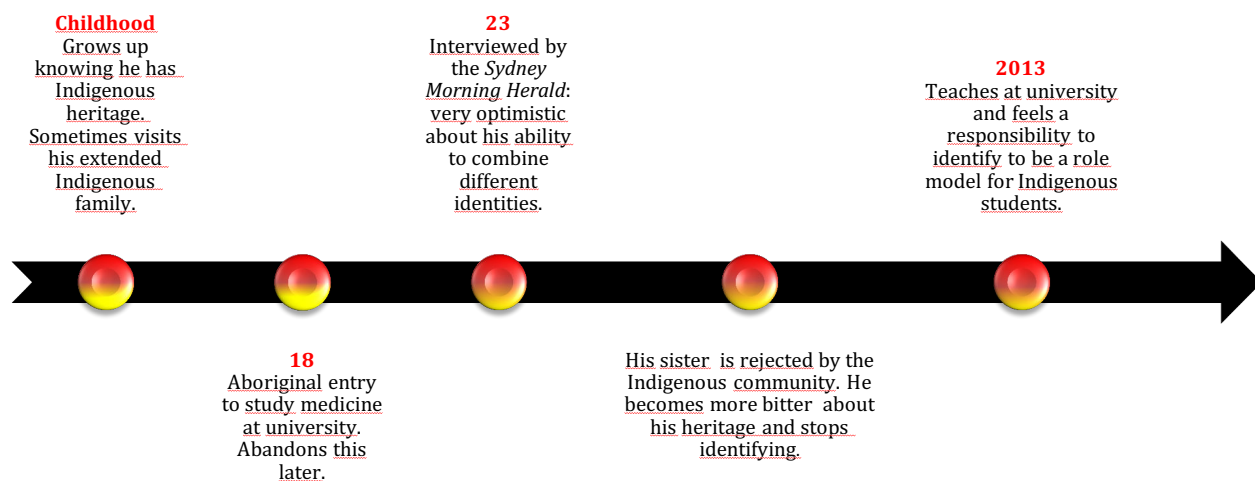 Childhood
Grows up
knowing he has
Indigenous
heritage.
Sometimes visits
his extended
Indigenous
family.
18
Aboriginal entry
to study medicine
at university.
Abandons this
later.
23
Interviewed by
the Sydney
Morning Herald:
very optimistic
about his ability
to combine
different
identities.
His sister is rejected by the
Indigenous community. He
becomes more bitter about
his heritage and stops
identifying.
2013
Teaches at university
and feels a
responsibility to
identify to be a role
model for Indigenous
students.